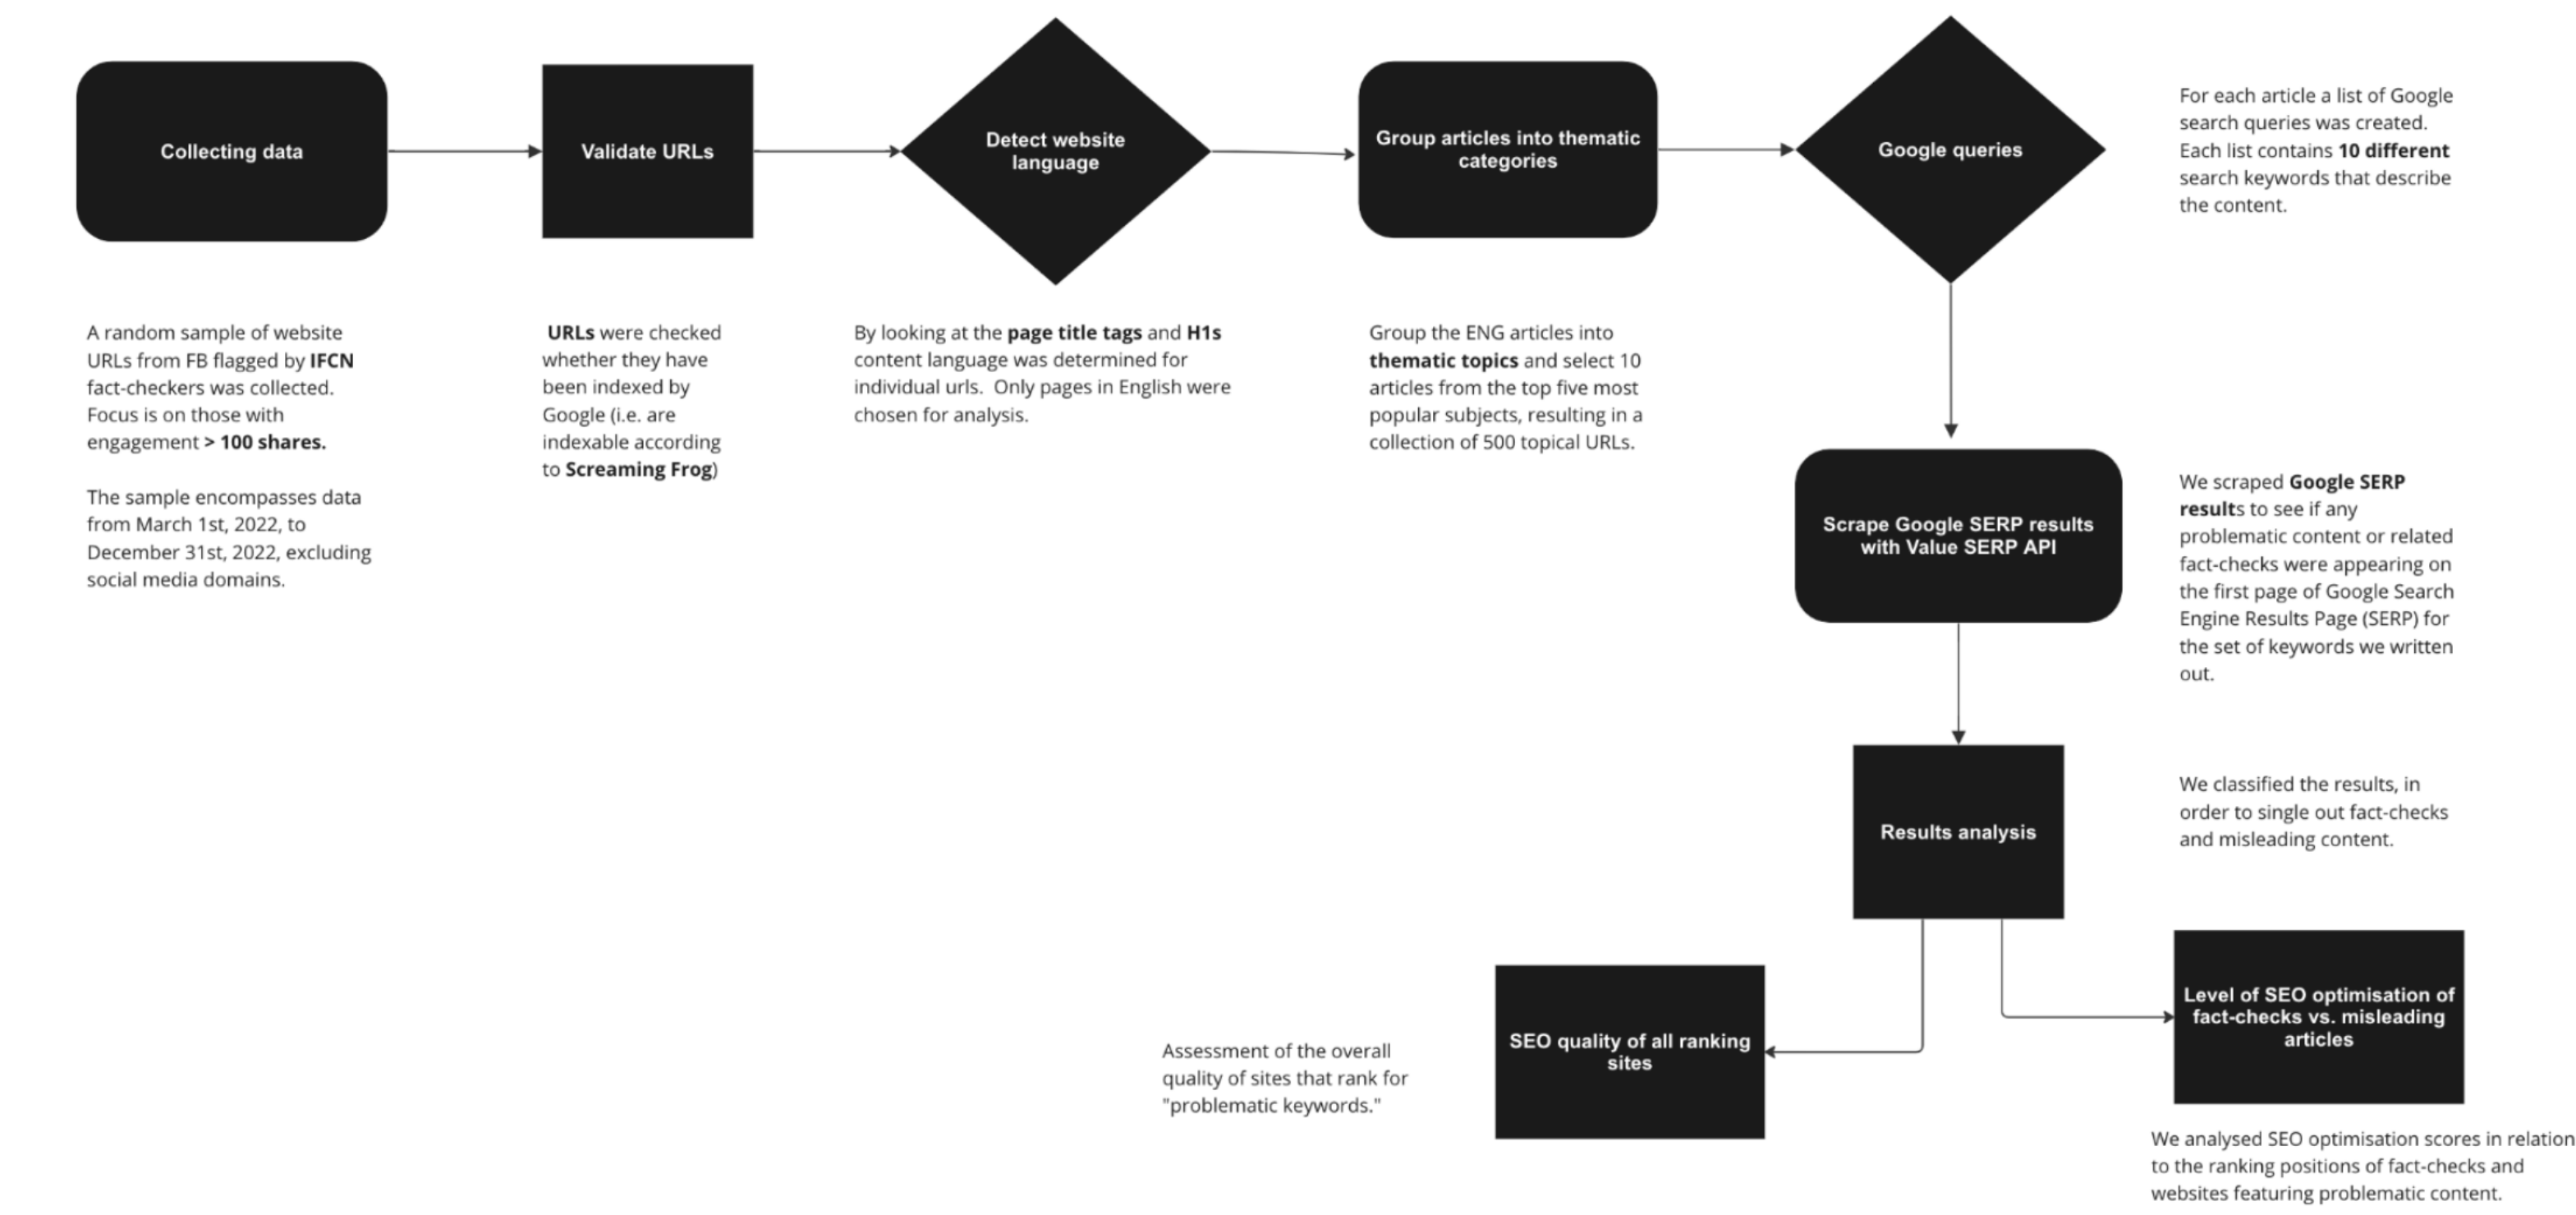 Collecting data
Validate URLs
Detect website
language
Group articles into thematic
categories
Google queries
For each article a list of Google
search queries was created.
Each list contains 10 different
search keywords that describe
the content.
A random sample of website
URLs from FB flagged by IFCN
fact-checkers was collected.
Focus is on those with
engagement > 100 shares.
The sample encompasses data
from March 1st, 2022, to
December 31st, 2022, excluding
social media domains.
URLs were checked
whether they have
been indexed by
Google (i.e. are
indexable according
to Screaming Frog)
By looking at the page title tags and H1s
content language was determined for
individual urls.  Only pages in English were
chosen for analysis.
Group the ENG articles into
thematic topics and select 10
articles from the top five most
popular subjects, resulting in a
collection of 500 topical URLs.
Scrape Google SERP results
with Value SERP API
We scraped Google SERP
results to see if any
problematic content or related
fact-checks were appearing on
the first page of Google Search
Engine Results Page (SERP) for
the set of keywords we written
out.
Results analysis
We classified the results, in
order to single out fact-checks
and misleading content.
Assessment of the overall
quality of sites that rank for
"problematic keywords."
SEO quality of all ranking
sites
Level of SEO optimisation of
fact-checks vs. misleading
articles
We analysed SEO optimisation scores in relation
to the ranking positions of fact-checks and
websites featuring problematic content.